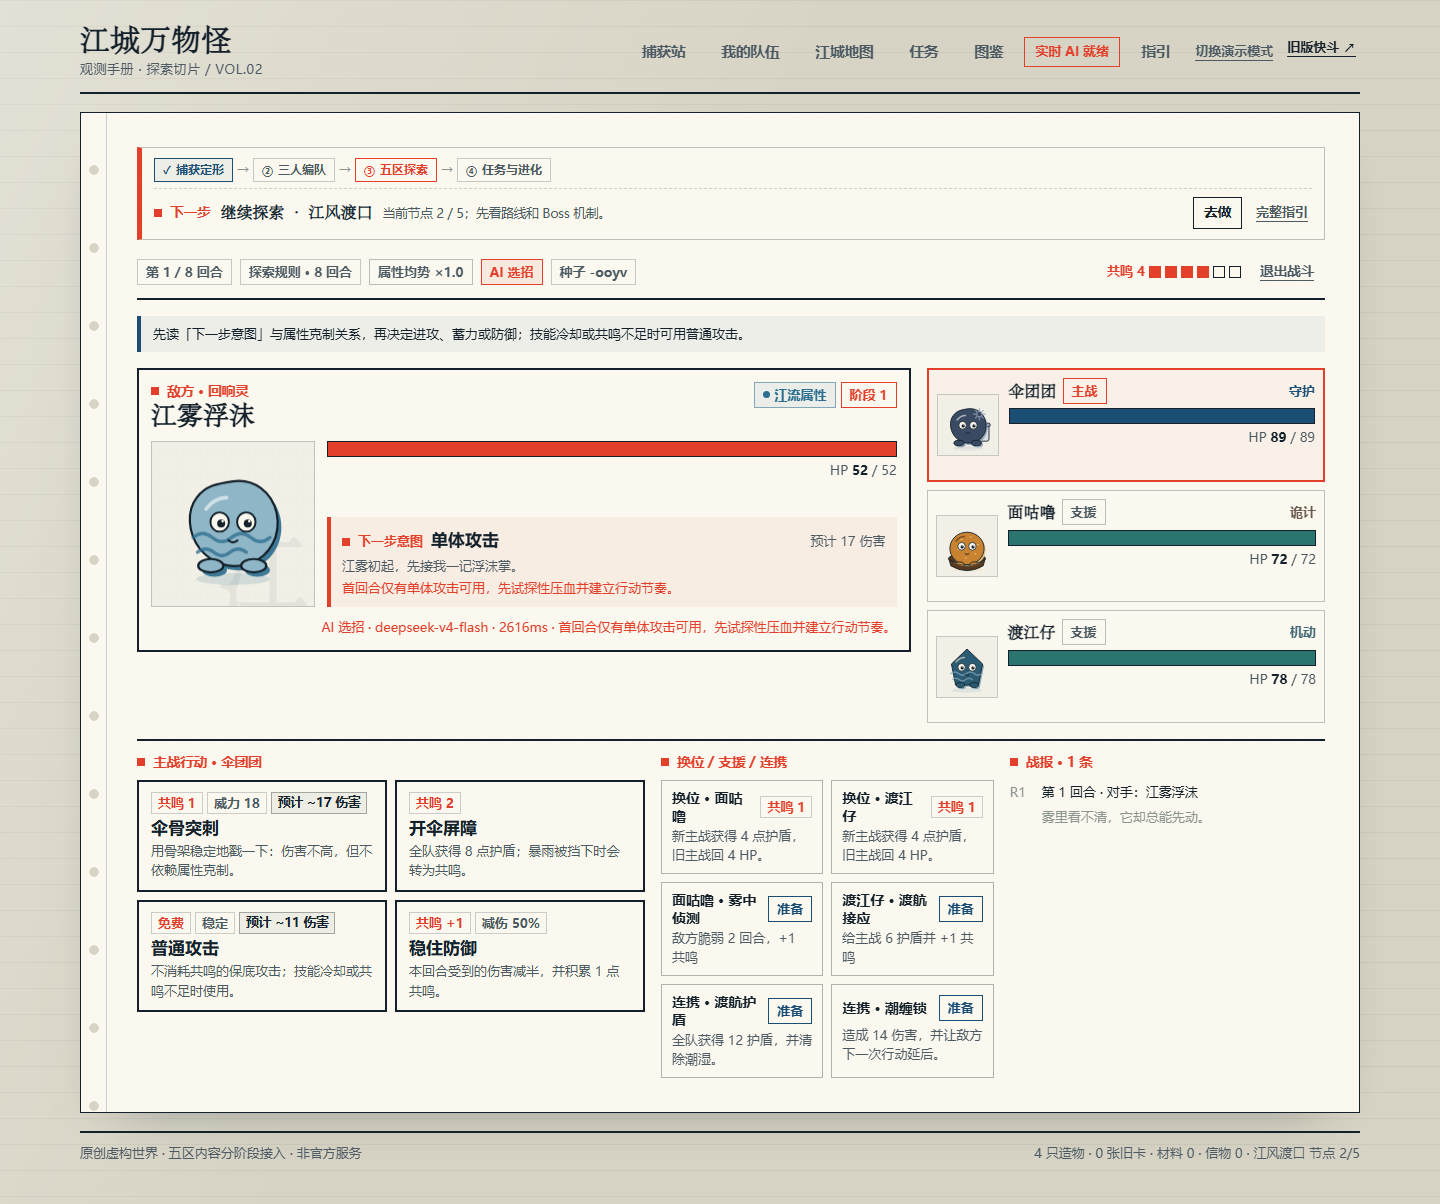 江城万物怪
观测手册 · 探索切片 / VOL.02
捕获站 我的队伍 江城地图 任务 图鉴 实时 AI 就绪 指引 切换演示模式 旧版快斗 ↗
✓ 捕获定形 → ② 三人编队 → ③ 五区探索 → ④ 任务与进化
下一步 继续探索 · 江风渡口 当前节点 2 / 5；先看路线和 Boss 机制。 去做 完整指引
第 1 / 8 回合 探索规则 • 8 回合 属性均势 ×1.0 AI 选招 种子 -ooyv 共鸣 4 退出战斗
先读「下一步意图」与属性克制关系，再决定进攻、蓄力或防御；技能冷却或共鸣不足时可用普通攻击。
敌方 • 回响灵
江雾浮沫
江流属性 阶段 1
HP 52 / 52
下一步意图 单体攻击 预计 17 伤害
江雾初起，先接我一记浮沫掌。
首回合仅有单体攻击可用，先试探性压血并建立行动节奏。
AI 选招 · deepseek-v4-flash · 2616ms · 首回合仅有单体攻击可用，先试探性压血并建立行动节奏。
伞团团 主战 守护
HP 89 / 89
面咕噜 支援 诡计
HP 72 / 72
渡江仔 支援 机动
HP 78 / 78
主战行动 • 伞团团
共鸣 1 威力 18 预计 ~17 伤害
伞骨突刺
用骨架稳定地戳一下：伤害不高，但不
依赖属性克制。
共鸣 2
开伞屏障
全队获得 8 点护盾；暴雨被挡下时会
转为共鸣。
免费 稳定 预计 ~11 伤害
普通攻击
不消耗共鸣的保底攻击；技能冷却或共
鸣不足时使用。
共鸣 +1 减伤 50%
稳住防御
本回合受到的伤害减半，并积累 1 点
共鸣。
换位 / 支援 / 连携
换位 • 面咕
噜
共鸣 1
新主战获得 4 点护盾，
旧主战回 4 HP。
换位 • 渡江
仔
共鸣 1
新主战获得 4 点护盾，
旧主战回 4 HP。
面咕噜 • 雾中
侦测
准备
敌方脆弱 2 回合，+1
共鸣
渡江仔 • 渡航
接应
准备
给主战 6 护盾并 +1 共
鸣
连携 • 渡航护
盾
准备
全队获得 12 护盾，并清
除潮湿。
连携 • 潮缠锁
准备
造成 14 伤害，并让敌方
下一次行动延后。
战报 • 1 条
R1 第 1 回合 · 对手：江雾浮沫
雾里看不清，它却总能先动。
原创虚构世界 · 五区内容分阶段接入 · 非官方服务
4 只造物 · 0 张旧卡 · 材料 0 · 信物 0 · 江风渡口 节点 2/5